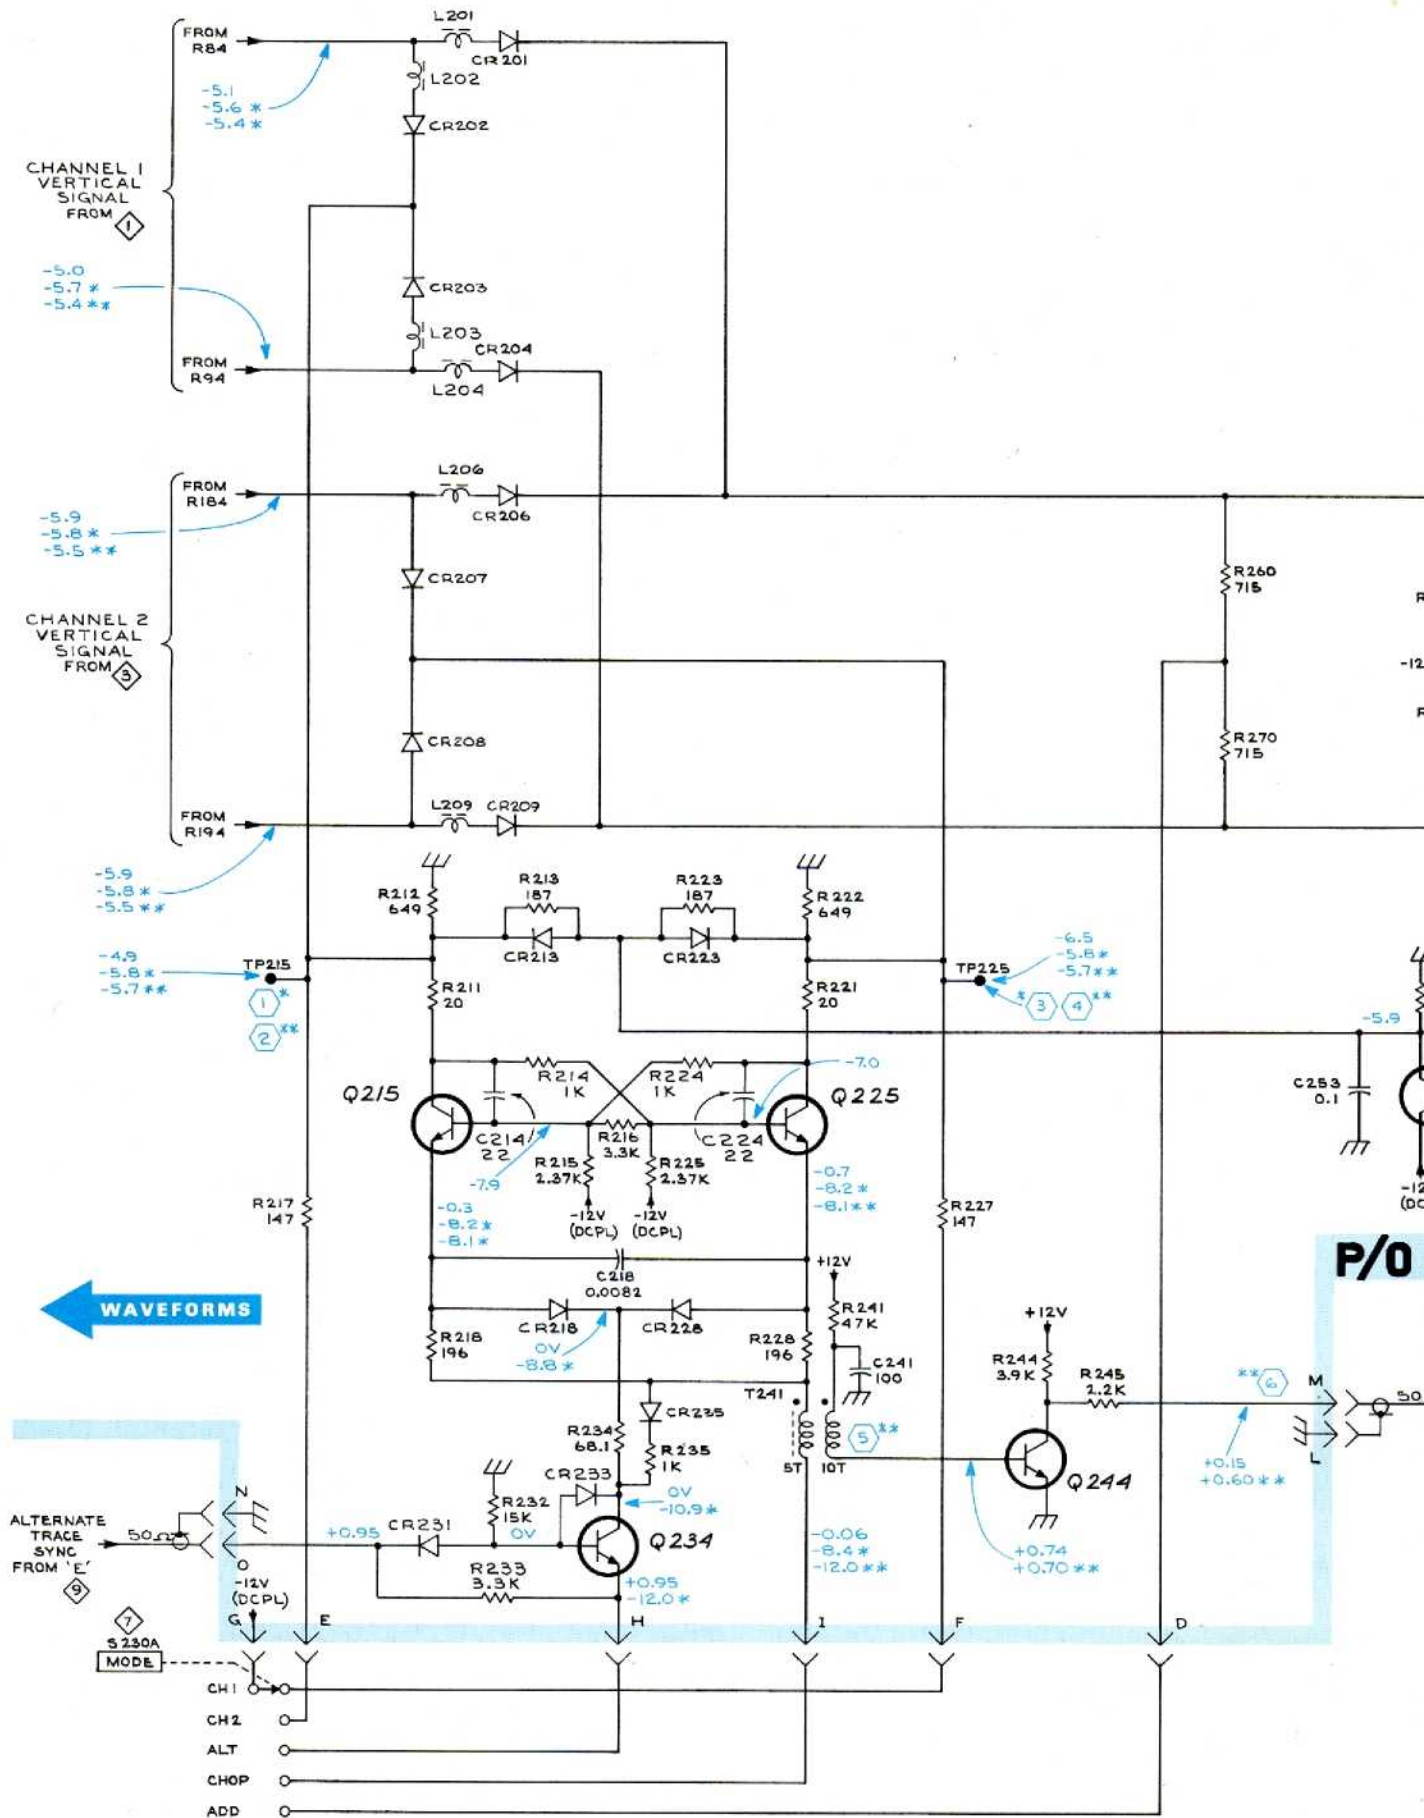 L201
FROM
R84
CR201
L202
-5.1
-5.6 *
-5.4 *
CR202
CHANNEL 1
VERTICAL
SIGNAL
FROM 1
-5.0
-5.7 *
-5.4 **
CR203
L203
CR204
FROM
R94
L204
L206
FROM
R184
CR206
-5.9
-5.8 *
-5.5 **
CR207
R260
715
CHANNEL 2
VERTICAL
SIGNAL
FROM 3
R
-12
R
CR208
R270
715
L209
CR209
FROM
R194
-5.9
-5.8 *
-5.5 **
R212
649
R213
187
R223
187
R222
649
CR213
CR223
-4.9
-5.8 *
-5.7 **
TP215
1 *
2 **
R211
20
R221
20
-6.5
-5.8 *
-5.7 **
TP225
* 3 4 **
-5.9
R214
1K
R224
1K
-7.0
Q215
Q225
C253
0.1
C214
22
R216
3.3K
C224
22
-7.9
R215
2.37K
R225
2.37K
-0.7
-8.2 *
-8.1 **
-12V
(DCPL)
-12V
(DCPL)
R217
147
-0.3
-8.2 *
-8.1 *
R227
147
-12
(DC
P/O
C218
0.0082
+12V
WAVEFORMS
CR218
CR228
R241
47K
+12V
R218
196
0V
-8.8 *
R228
196
C241
100
R244
3.9K
R245
2.2K
** 6
M
50
T241
CR235
R234
68.1
R235
1K
5 **
5T
10T
L
+0.15
+0.60 **
Q244
CR233
0V
-10.9 *
N
R232
15K
ALTERNATE
TRACE
SYNC
FROM 'E'
9
50Ω
+0.95
CR231
0V
Q234
-0.06
-8.4 *
-12.0 **
+0.74
+0.70 **
O
-12V
(DCPL)
R233
3.3K
+0.95
-12.0 *
G
E
H
I
F
D
7
S230A
MODE
CH1
CH2
ALT
CHOP
ADD